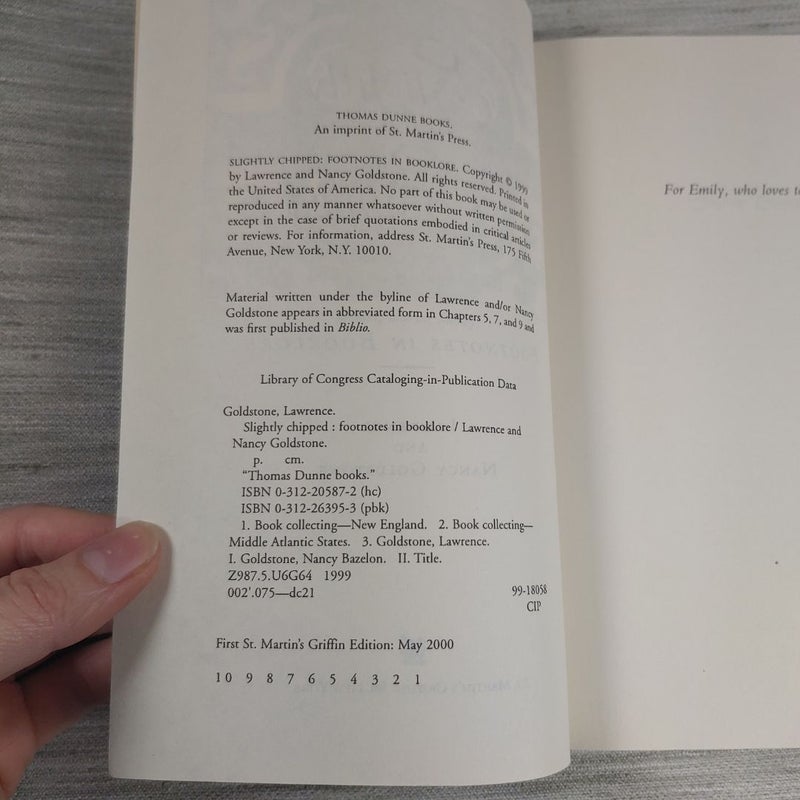 THOMAS DUNNE BOOKS.
An imprint of St. Martin's Press.
SLIGHTLY CHIPPED: FOOTNOTES IN BOOKLORE. Copyright © 1999
by Lawrence and Nancy Goldstone. All rights reserved. Printed in
the United States of America. No part of this book may be used or
reproduced in any manner whatsoever without written permission
except in the case of brief quotations embodied in critical articles
or reviews. For information, address St. Martin's Press, 175 Fifth
Avenue, New York, N.Y. 10010.
Material written under the byline of Lawrence and/or Nancy
Goldstone appears in abbreviated form in Chapters 5, 7, and 9 and
was first published in Biblio.
Library of Congress Cataloging-in-Publication Data
Goldstone, Lawrence.
Slightly chipped : footnotes in booklore / Lawrence and
Nancy Goldstone.
p. cm.
"Thomas Dunne books."
ISBN 0-312-20587-2 (hc)
ISBN 0-312-26395-3 (pbk)
1. Book collecting—New England. 2. Book collecting—
Middle Atlantic States. 3. Goldstone, Lawrence.
I. Goldstone, Nancy Bazelon. II. Title.
Z987.5.U6G64 1999
002'.075—dc21
99-18058
CIP
First St. Martin's Griffin Edition: May 2000
10 9 8 7 6 5 4 3 2 1
For Emily, who loves